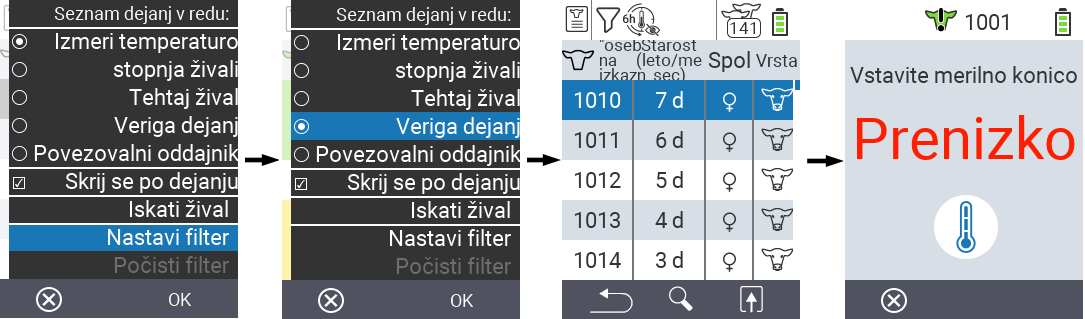 Seznam dejanj v redu:
Izmeri temperaturo
stopnja živali
Tehtaj žival
Veriga dejanj
Povezovalni oddajnik
Skrij se po dejanju
Iskati žival
Nastavi filter
Počisti filter
OK
Seznam dejanj v redu:
Izmeri temperaturo
stopnja živali
Tehtaj žival
Veriga dejanj
Povezovalni oddajnik
Skrij se po dejanju
Iskati žival
Nastavi filter
Počisti filter
OK
6h
141
"oseb Starost
na (leto/me Spol Vrsta
izkazn sec)
1010 7 d
1011 6 d
1012 5 d
1013 4 d
1014 3 d
1001
Vstavite merilno konico
Prenizko